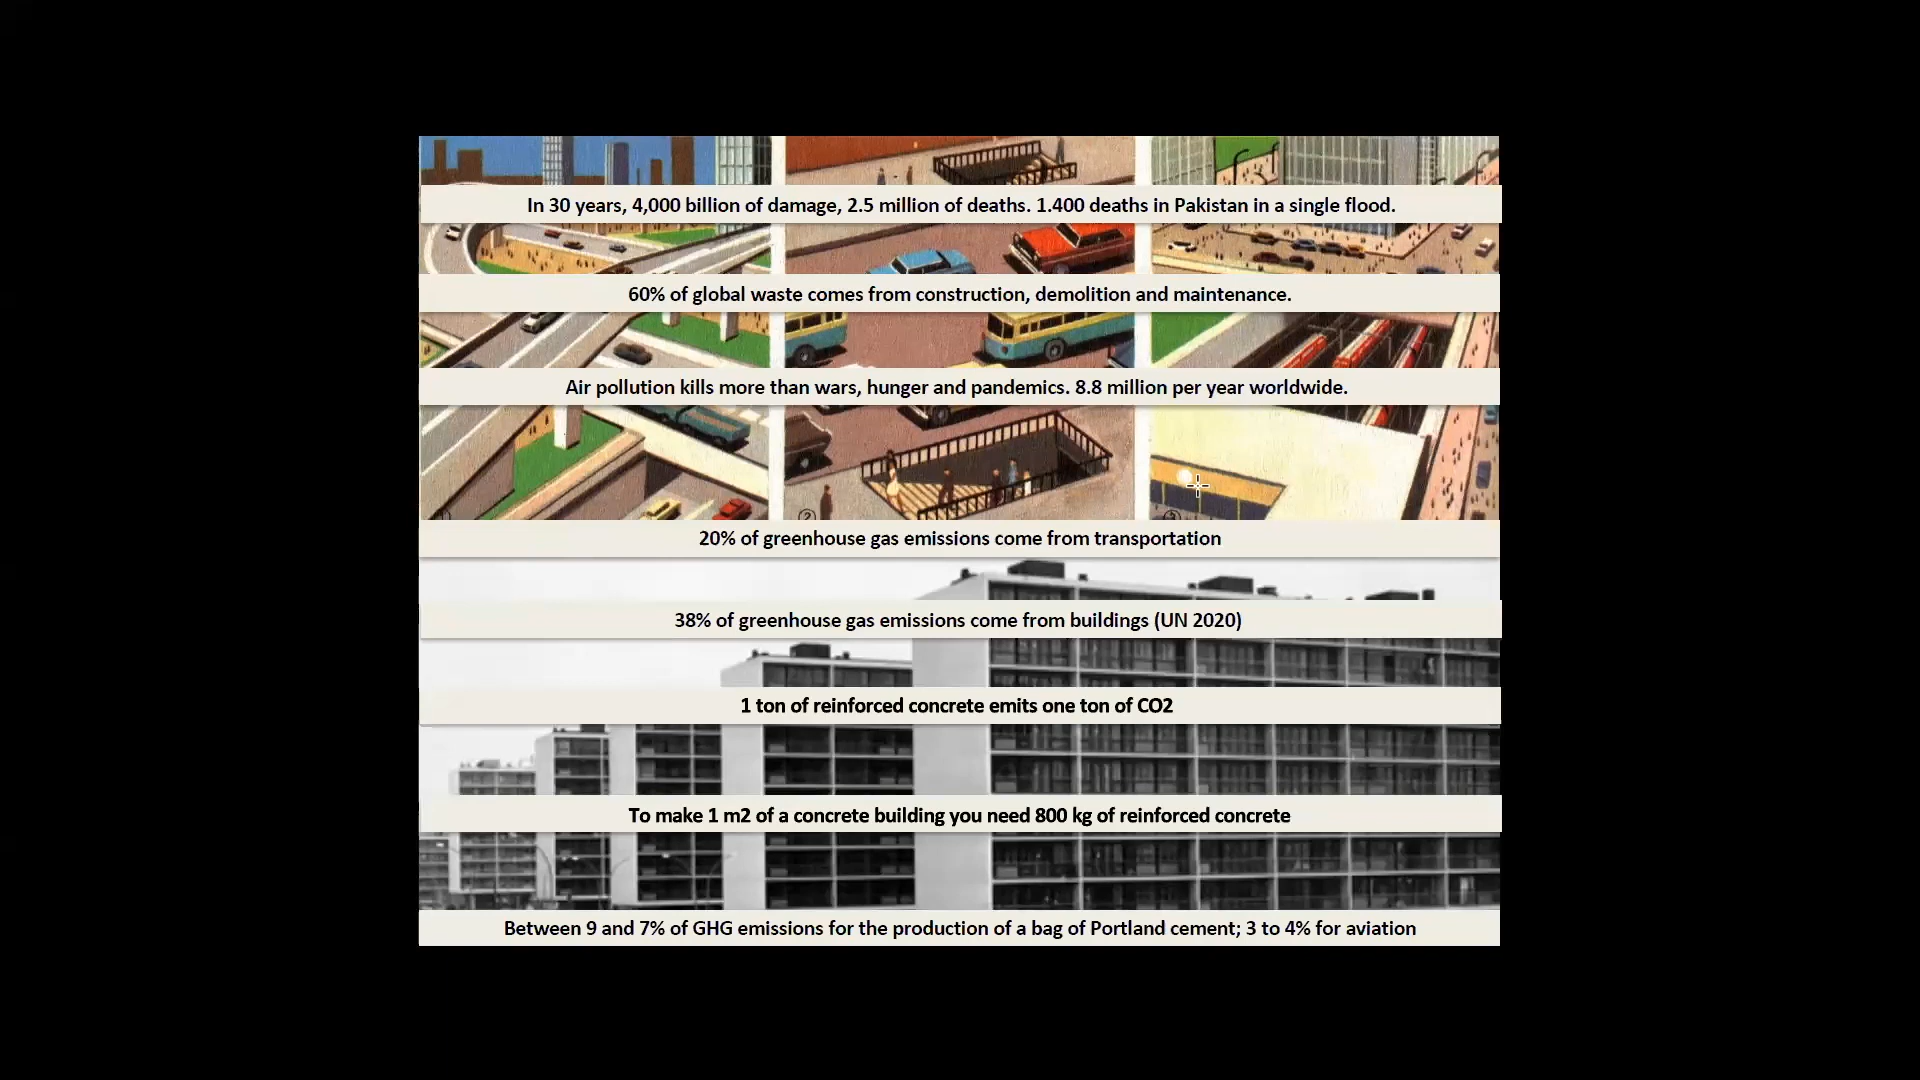 In 30 years, 4,000 billion of damage, 2.5 million of deaths. 1.400 deaths in Pakistan in a single flood.
60% of global waste comes from construction, demolition and maintenance.
Air pollution kills more than wars, hunger and pandemics. 8.8 million per year worldwide.
2
3
20% of greenhouse gas emissions come from transportation
38% of greenhouse gas emissions come from buildings (UN 2020)
1 ton of reinforced concrete emits one ton of CO2
To make 1 m2 of a concrete building you need 800 kg of reinforced concrete
Between 9 and 7% of GHG emissions for the production of a bag of Portland cement; 3 to 4% for aviation